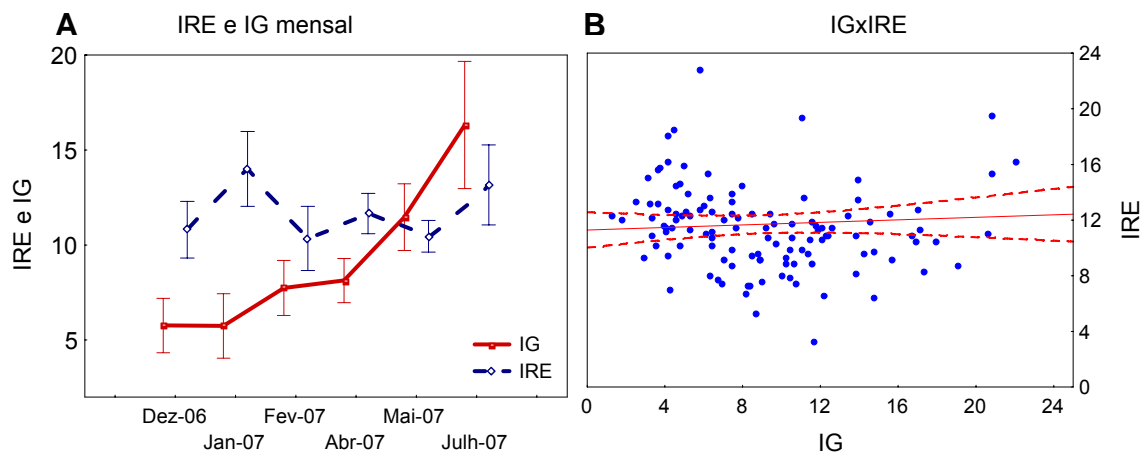 A
IRE e IG mensal
20
15
10
5
IRE e IG
IG
IRE
Dez-06
Fev-07
Mai-07
Jan-07
Abr-07
Julh-07
B
IGxIRE
24
20
16
12
8
4
0
IRE
0 4 8 12 16 20 24
IG